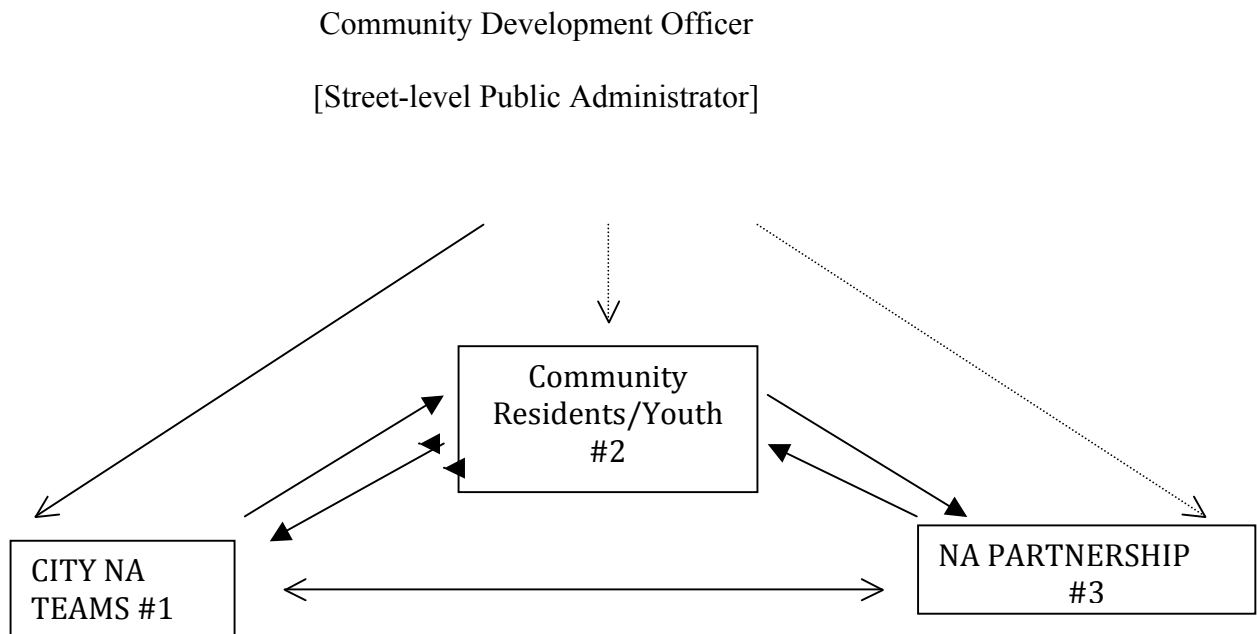 Community Development Officer
[Street-level Public Administrator]
Community
Residents/Youth
#2
CITY NA
TEAMS #1
NA PARTNERSHIP
#3